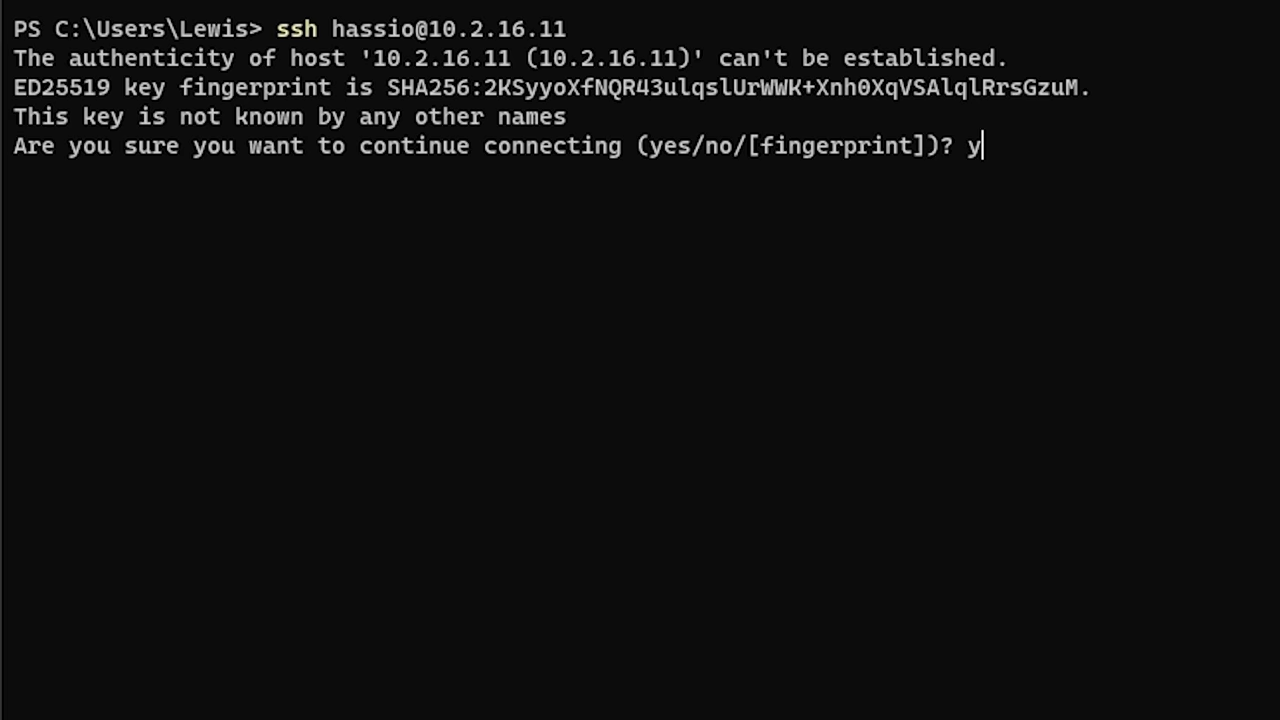 PS C:\Users\Lewis> ssh hassio@10.2.16.11
The authenticity of host '10.2.16.11 (10.2.16.11)' can't be established.
ED25519 key fingerprint is SHA256:2KSyyoXfNQR43ulqslUrWWK+Xnh0XqVSAlqlRrsGzuM.
This key is not known by any other names
Are you sure you want to continue connecting (yes/no/[fingerprint])? y